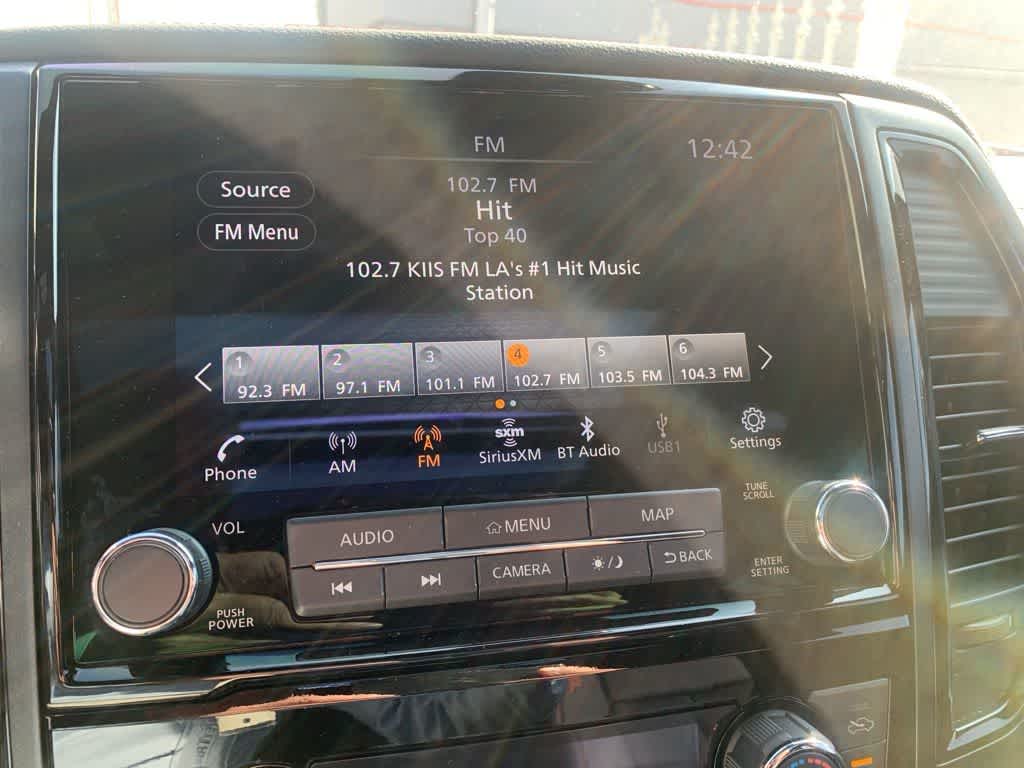 FM
12:42
Source
102.7 FM
Hit
FM Menu
Top 40
102.7 KIIS FM LA's #1 Hit Music
Station
1
92.3 FM
2
97.1 FM
3
101.1 FM
4
102.7 FM
5
103.5 FM
6
104.3 FM
Phone
AM
FM
sxm
SiriusXM
BT Audio
USB1
Settings
TUNE
SCROLL
VOL
AUDIO
MENU
MAP
CAMERA
BACK
ENTER
SETTING
PUSH
POWER